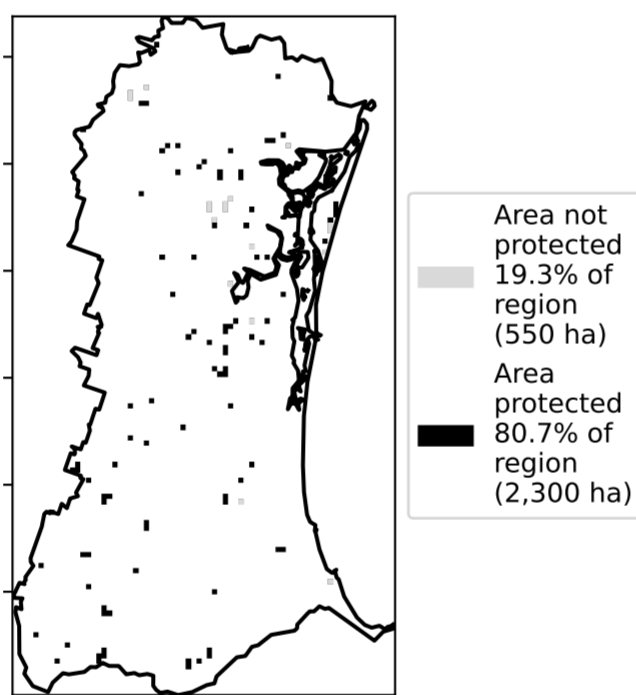 Area not
protected
19.3% of
region
(550 ha)
Area
protected
80.7% of
region
(2,300 ha)